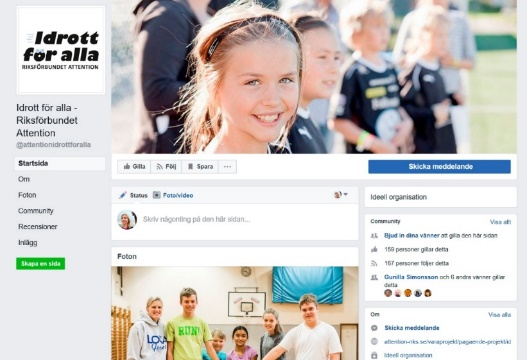 Idrott
för alla
RIKSFÖRBUNDET ATTENTION
Idrott för alla -
Riksförbundet
Attention
@attentionidrottforalla
Startsida
Om
Foton
Community
Recensioner
Inlägg
Skapa en sida
Gilla
Följ
Spara
Skicka meddelande
Status
Foto/video
Skriv någonting på den här sidan...
Foton
RUN!
Ideell organisation
Community
Visa allt
Bjud in dina vänner att gilla den här sidan
159 personer gillar detta
167 personer följer detta
Gunilla Simonsson och 6 andra vänner gillar
detta
Om
Visa alla
Skicka meddelande
attention-riks.se/varaprojekt/pagaende-projekt/idr
Ideell organisation